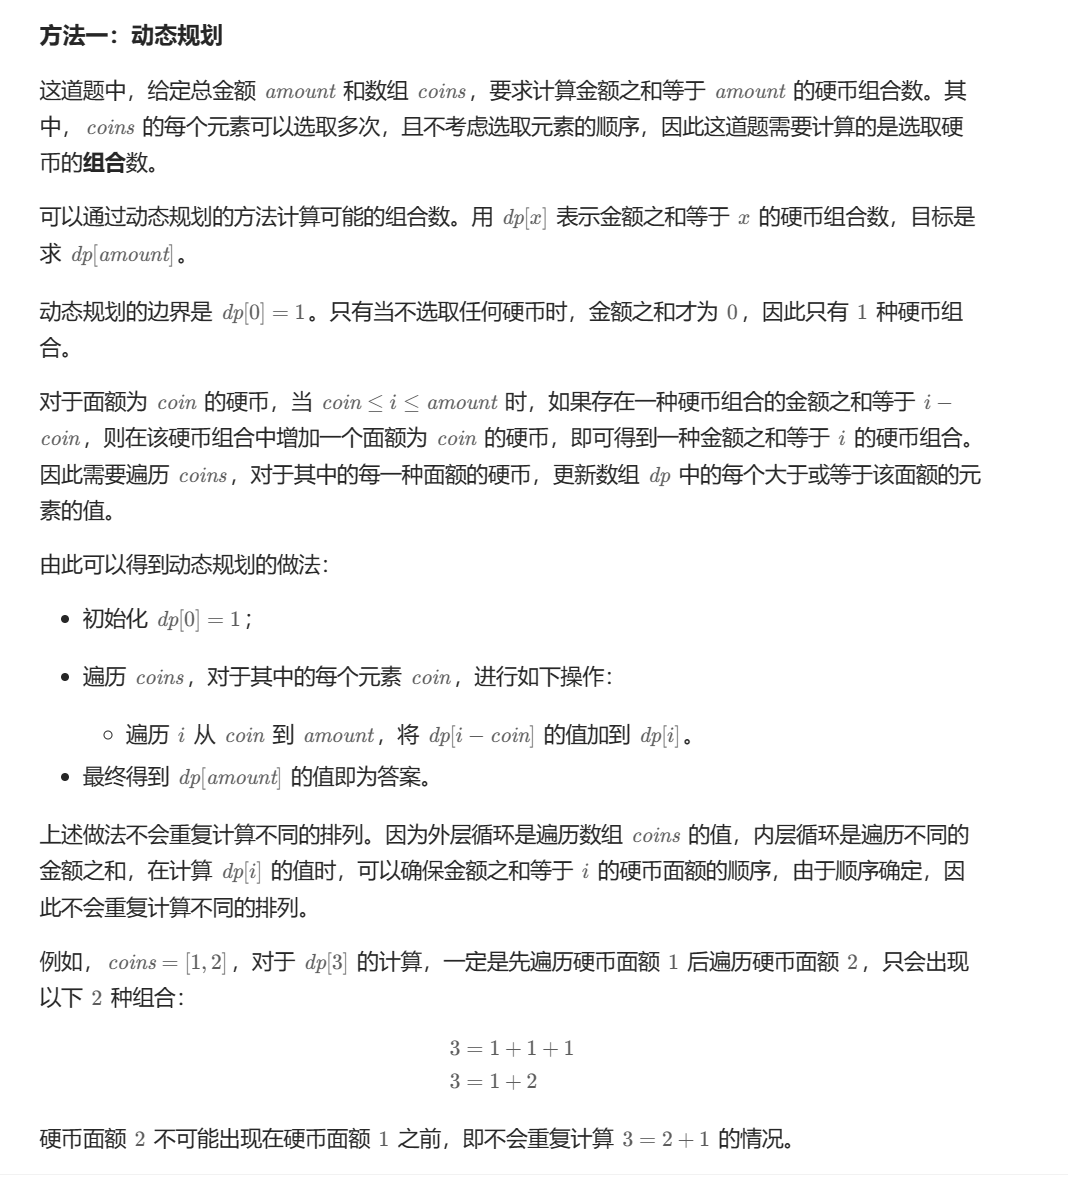 方法一：动态规划
这道题中，给定总金额 amount 和数组 coins，要求计算金额之和等于 amount 的硬币组合数。其
中， coins 的每个元素可以选取多次，且不考虑选取元素的顺序，因此这道题需要计算的是选取硬
币的组合数。
可以通过动态规划的方法计算可能的组合数。用 dp[x] 表示金额之和等于 x 的硬币组合数，目标是
求 dp[amount]。
动态规划的边界是 dp[0] = 1。只有当不选取任何硬币时，金额之和才为 0，因此只有 1 种硬币组
合。
对于面额为 coin 的硬币，当 coin ≤ i ≤ amount 时，如果存在一种硬币组合的金额之和等于 i −
coin，则在该硬币组合中增加一个面额为 coin 的硬币，即可得到一种金额之和等于 i 的硬币组合。
因此需要遍历 coins，对于其中的每一种面额的硬币，更新数组 dp 中的每个大于或等于该面额的元
素的值。
由此可以得到动态规划的做法：
• 初始化 dp[0] = 1；
• 遍历 coins，对于其中的每个元素 coin，进行如下操作：
◦ 遍历 i 从 coin 到 amount，将 dp[i − coin] 的值加到 dp[i]。
• 最终得到 dp[amount] 的值即为答案。
上述做法不会重复计算不同的排列。因为外层循环是遍历数组 coins 的值，内层循环是遍历不同的
金额之和，在计算 dp[i] 的值时，可以确保金额之和等于 i 的硬币面额的顺序，由于顺序确定，因
此不会重复计算不同的排列。
例如， coins = [1, 2]，对于 dp[3] 的计算，一定是先遍历硬币面额 1 后遍历硬币面额 2，只会出现
以下 2 种组合：
3 = 1 + 1 + 1
3 = 1 + 2
硬币面额 2 不可能出现在硬币面额 1 之前，即不会重复计算 3 = 2 + 1 的情况。